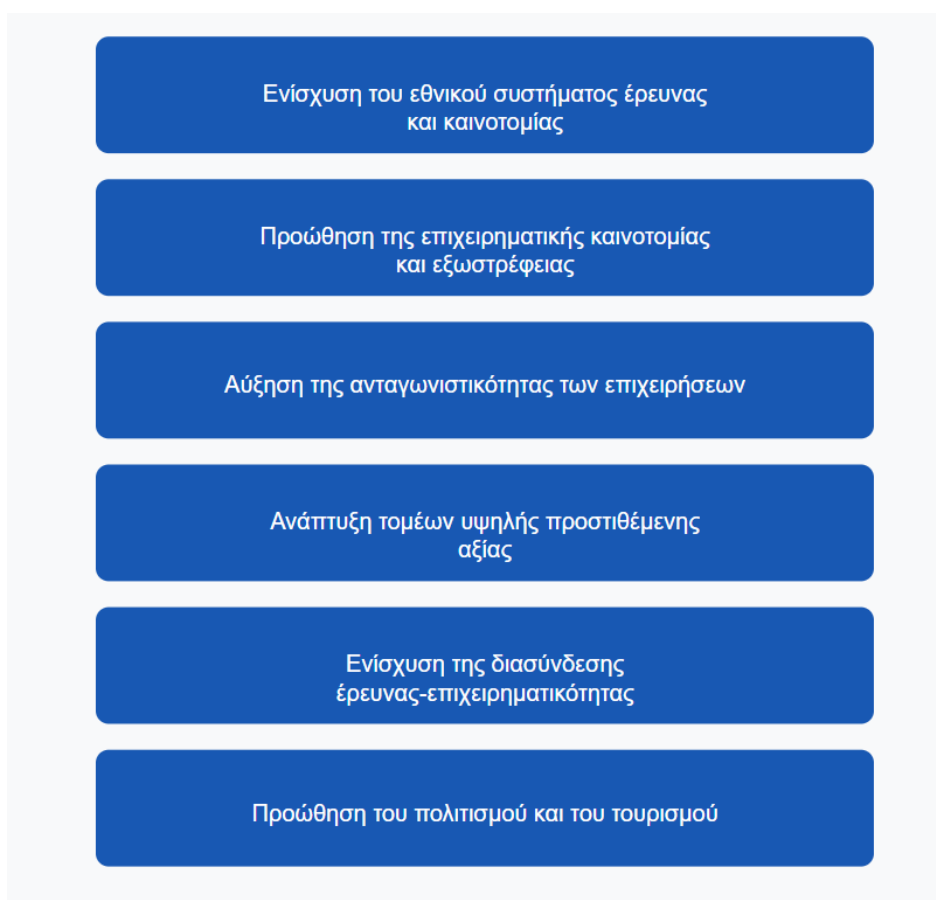 Ενίσχυση του εθνικού συστήματος έρευνας
και καινοτομίας
Προώθηση της επιχειρηματικής καινοτομίας
και εξωστρέφειας
Αύξηση της ανταγωνιστικότητας των επιχειρήσεων
Ανάπτυξη τομέων υψηλής προστιθέμενης
αξίας
Ενίσχυση της διασύνδεσης
έρευνας-επιχειρηματικότητας
Προώθηση του πολιτισμού και του τουρισμού